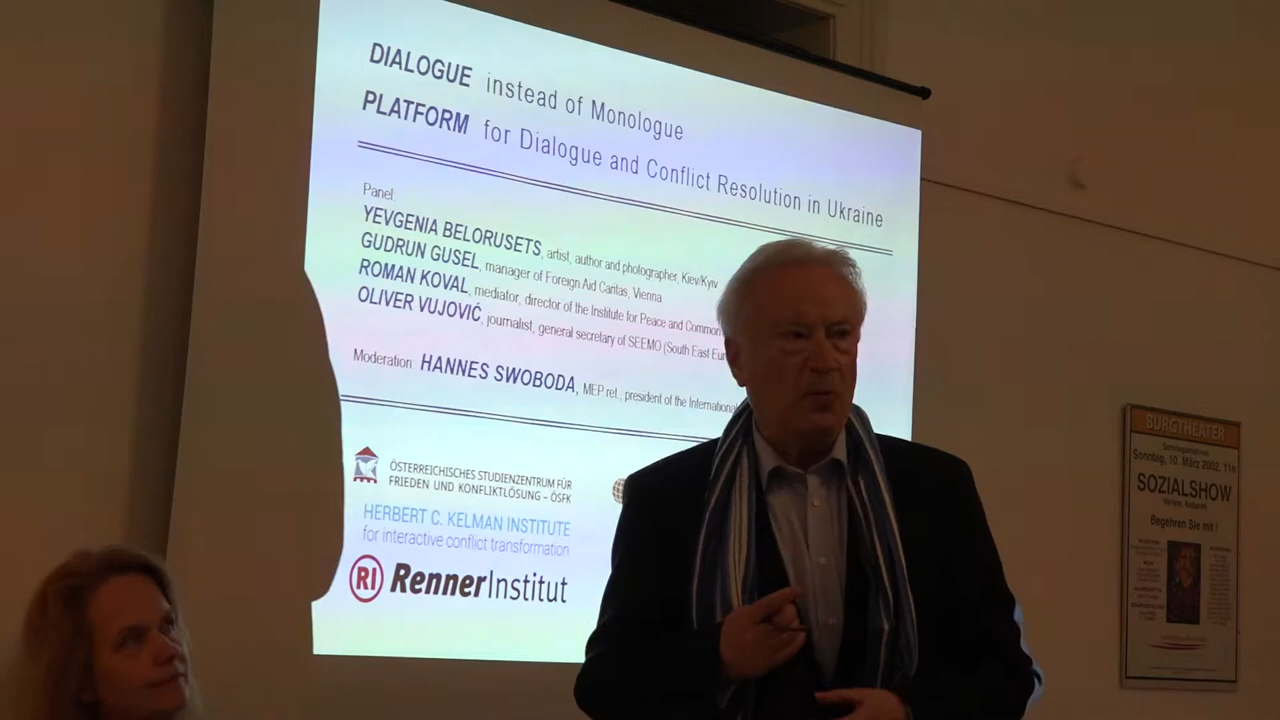 DIALOGUE instead of Monologue
PLATFORM for Dialogue and Conflict Resolution in Ukraine
Panel:
YEVGENIA BELORUSETS, artist, author and photographer, Kiev/Kyiv
GUDRUN GUSEL, manager of Foreign Aid Caritas, Vienna
ROMAN KOVAL, mediator, director of the Institute for Peace and Common
OLIVER VUJOVIĆ, journalist, general secretary of SEEMO (South East Eur
Moderation: HANNES SWOBODA, MEP ret., president of the International
ÖSTERREICHISCHES STUDIENZENTRUM FÜR
FRIEDEN UND KONFLIKTLÖSUNG – ÖSFK
HERBERT C. KELMAN INSTITUTE
for interactive conflict transformation
RI RennerInstitut
BURGTHEATER
Sonntag, 10. März 2002, 11H
SOZIALSHOW
Begehren Sie mit !